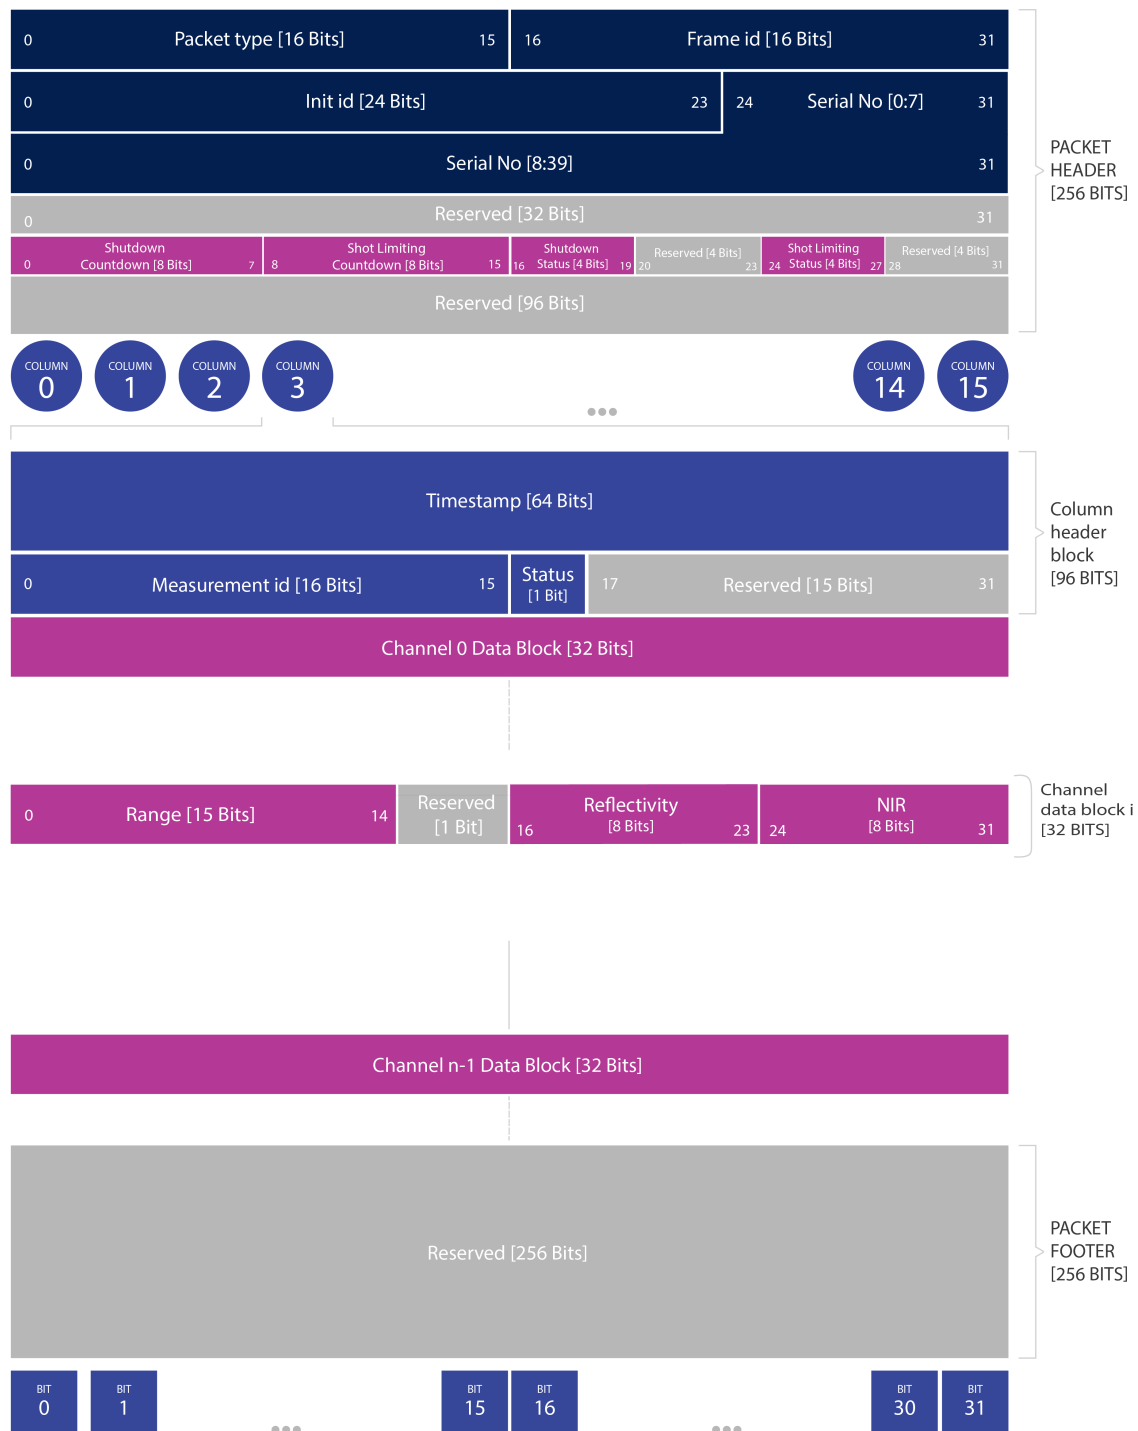 0 Packet type [16 Bits] 15 16 Frame id [16 Bits] 31
0 Init id [24 Bits] 23 24 Serial No [0:7] 31
0 Serial No [8:39] 31
PACKET
HEADER
[256 BITS]
0 Reserved [32 Bits] 31
Shutdown
0 Countdown [8 Bits] 7
Shot Limiting
8 Countdown [8 Bits] 15
Shutdown
16 Status [4 Bits] 19
Reserved [4 Bits]
20 23
Shot Limiting
24 Status [4 Bits] 27
Reserved [4 Bits]
28 31
Reserved [96 Bits]
COLUMN
0
COLUMN
1
COLUMN
2
COLUMN
3
COLUMN
14
COLUMN
15
Timestamp [64 Bits]
0 Measurement id [16 Bits] 15
Status
[1 Bit]
17 Reserved [15 Bits] 31
Column
header
block
[96 BITS]
Channel 0 Data Block [32 Bits]
0 Range [15 Bits] 14
Reserved
[1 Bit]
Reflectivity
[8 Bits]
16 23
NIR
[8 Bits]
24 31
Channel
data block i
[32 BITS]
Channel n-1 Data Block [32 Bits]
Reserved [256 Bits]
PACKET
FOOTER
[256 BITS]
BIT
0
BIT
1
BIT
15
BIT
16
BIT
30
BIT
31